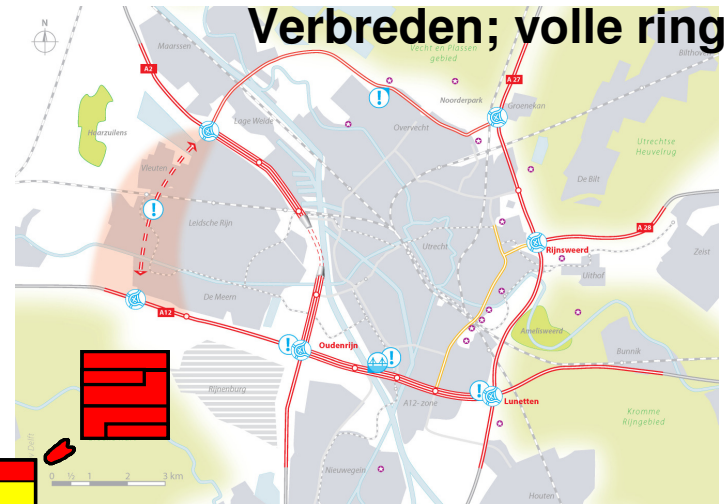 Verbreden; volle ring
N
Maarssen
Vecht en Plassen
gebied
Bilthoven
A2
A 27
Noorderpark
Groenekan
Haarzuilens
Lage Weide
Overvecht
Utrechtse
Heuvelrug
Vleuten
De Bilt
Leidsche Rijn
Utrecht
A 28
Rijnsweerd
Zeist
Uithof
De Meern
A12
Amelisweerd
Oudenrijn
Bunnik
Rijnenburg
A12- zone
Lunetten
Kromme
Rijngebied
0 ½ 1 2 3 km
Nieuwegein
Houten